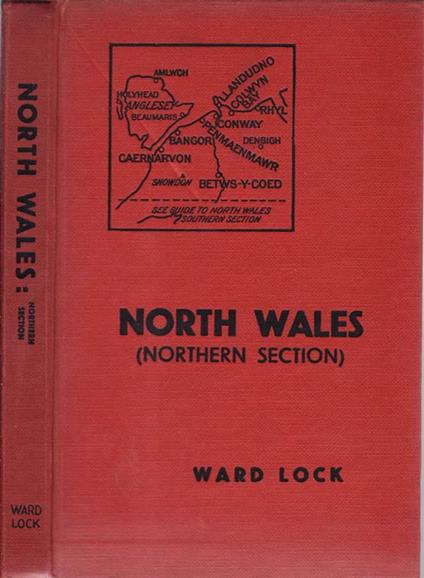 NORTH WALES:
NORTHERN
SECTION
WARD
LOCK
AMLWCH
LLANDUDNO
COLWYN
BAY
HOLYHEAD
ANGLESEY
RHYL
BEAUMARIS
CONWAY
BANGOR
PENMAENMAWR
DENBIGH
CAERNARVON
SNOWDON
BETWS-Y-COED
SEE GUIDE TO NORTH WALES
SOUTHERN SECTION
NORTH WALES
(NORTHERN SECTION)
WARD LOCK